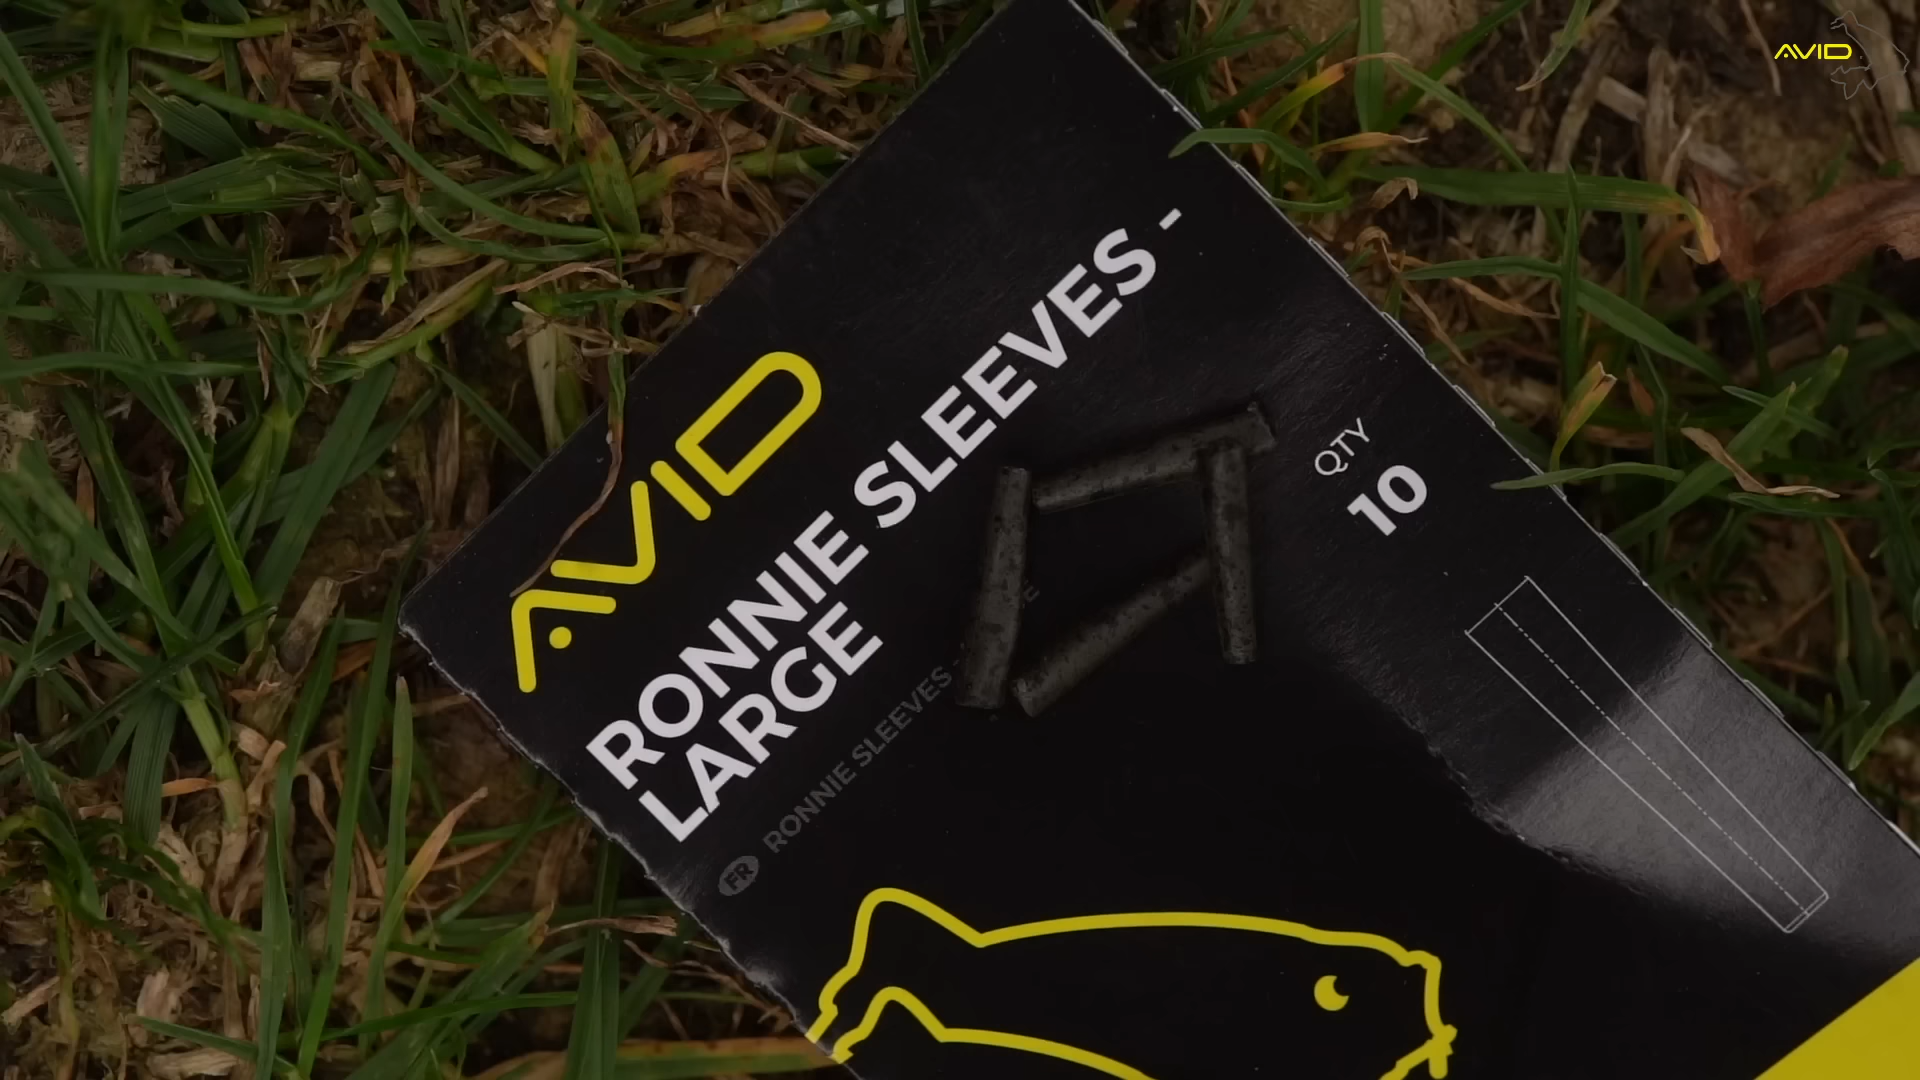 AVID
AVID
RONNIE SLEEVES -
LARGE
FR RONNIE SLEEVES -
QTY
10